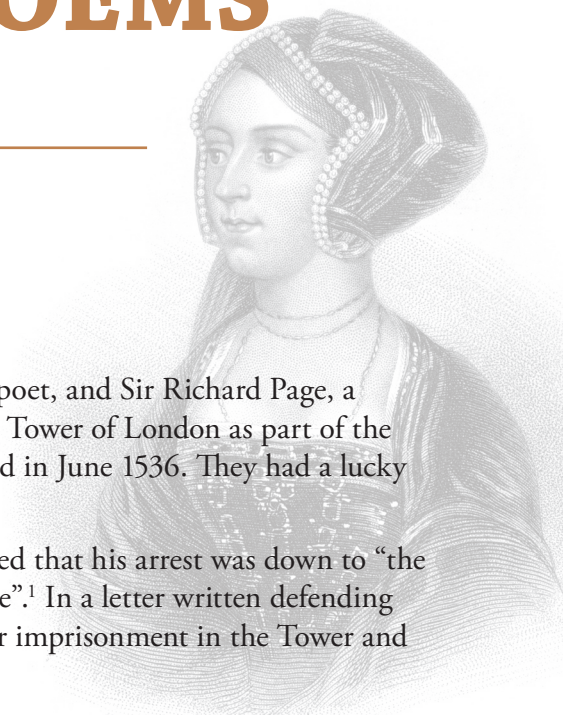 OEMS
poet, and Sir Richard Page, a
Tower of London as part of the
d in June 1536. They had a lucky
ed that his arrest was down to “the
e”.¹ In a letter written defending
r imprisonment in the Tower and